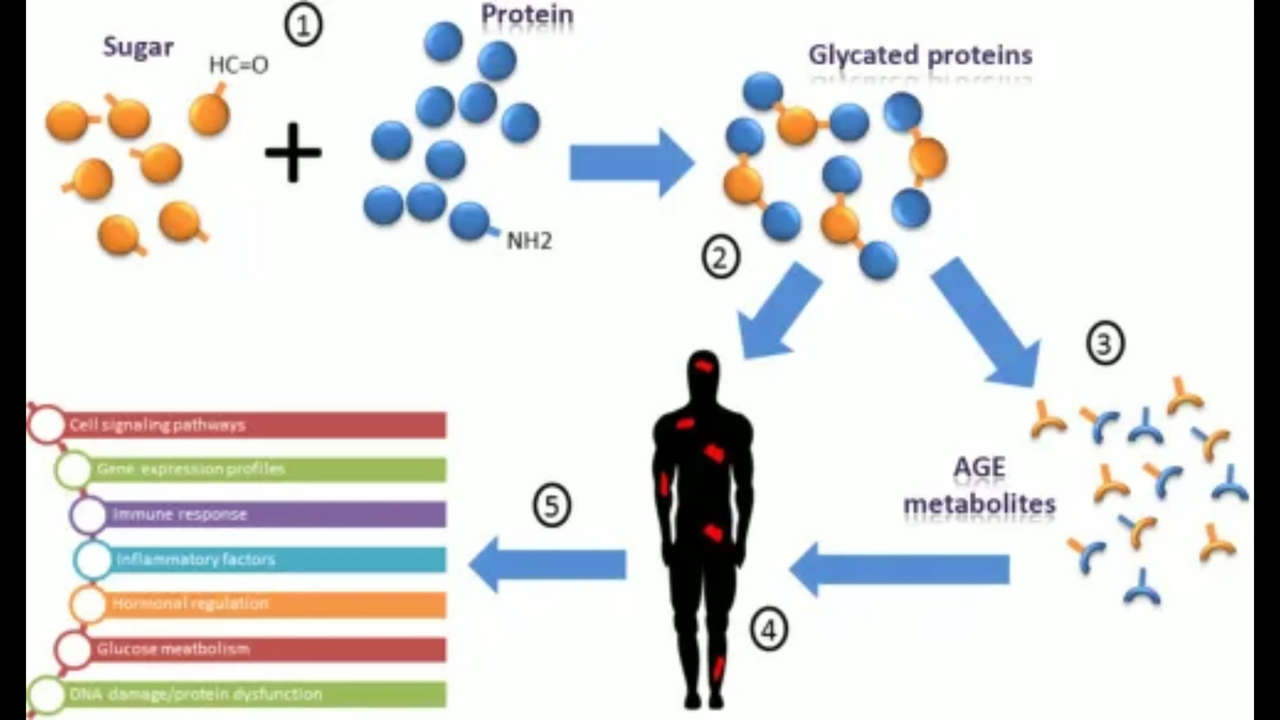 Sugar
1
Protein
HC=O
NH2
Glycated proteins
2
3
AGE
metabolites
4
5
Cell signaling pathways
Gene expression profiles
Immune response
Inflammatory factors
Hormonal regulation
Glucose meatbolism
DNA damage/protein dysfunction